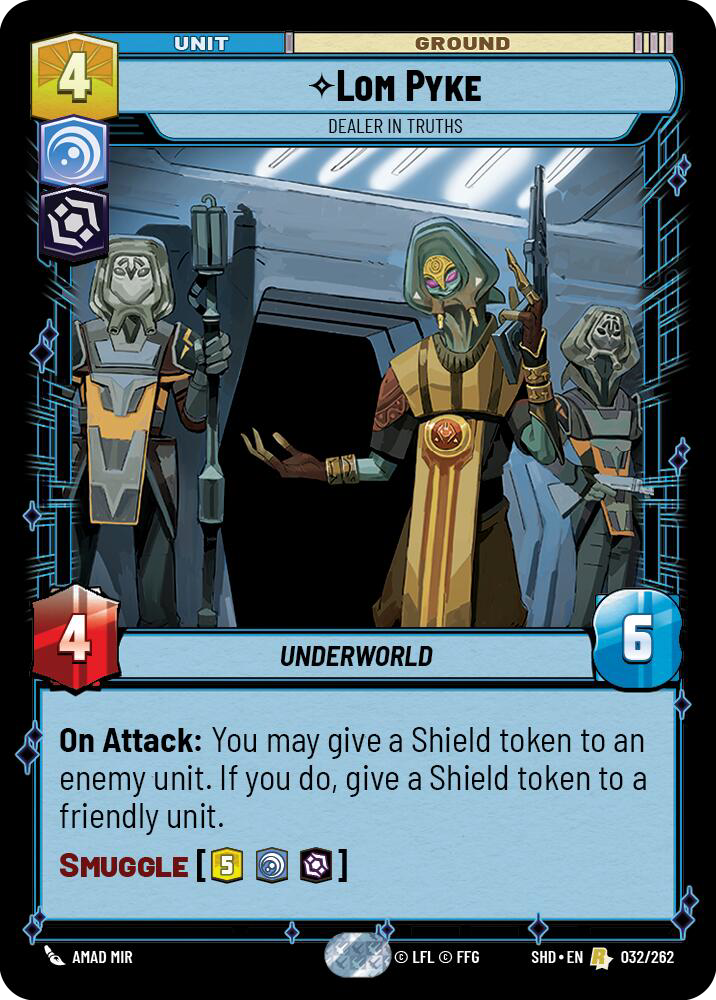 UNIT GROUND
4
✧LOM PYKE
DEALER IN TRUTHS
4
UNDERWORLD
6
On Attack: You may give a Shield token to an
enemy unit. If you do, give a Shield token to a
friendly unit.
SMUGGLE [5]
AMAD MIR © LFL © FFG SHD • EN R 032/262